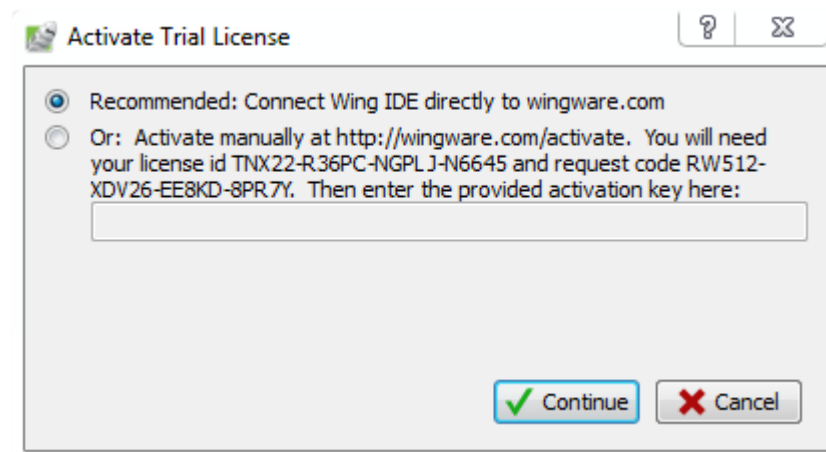 Activate Trial License
Recommended: Connect Wing IDE directly to wingware.com
Or: Activate manually at http://wingware.com/activate. You will need
your license id TNX22-R36PC-NGPLJ-N6645 and request code RW512-
XDV26-EE8KD-8PR7Y. Then enter the provided activation key here:
Continue Cancel